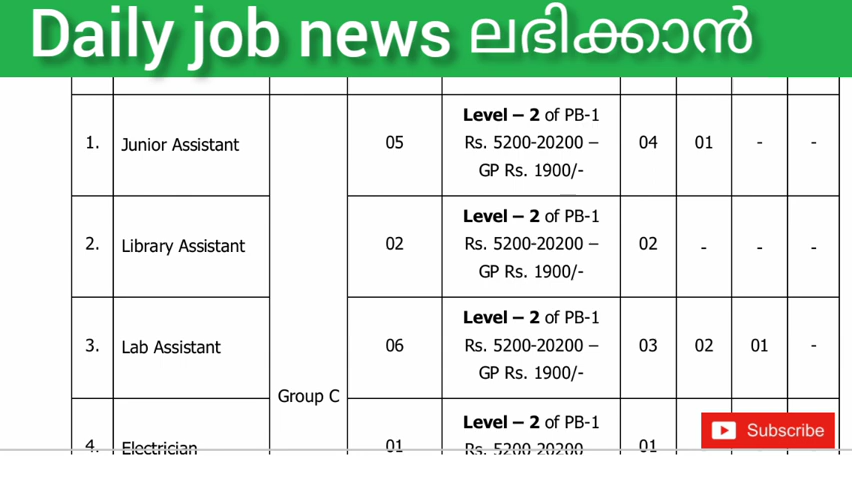 Daily job news ലഭിക്കാൻ
Level – 2 of PB-1
1. Junior Assistant 05 Rs. 5200-20200 – 04 01 - -
GP Rs. 1900/-
Level – 2 of PB-1
2. Library Assistant 02 Rs. 5200-20200 – 02 - - -
GP Rs. 1900/-
Level – 2 of PB-1
3. Lab Assistant 06 Rs. 5200-20200 – 03 02 01 -
GP Rs. 1900/-
Group C
Level – 2 of PB-1
4. Electrician 01 Rs. 5200-20200 01
Subscribe